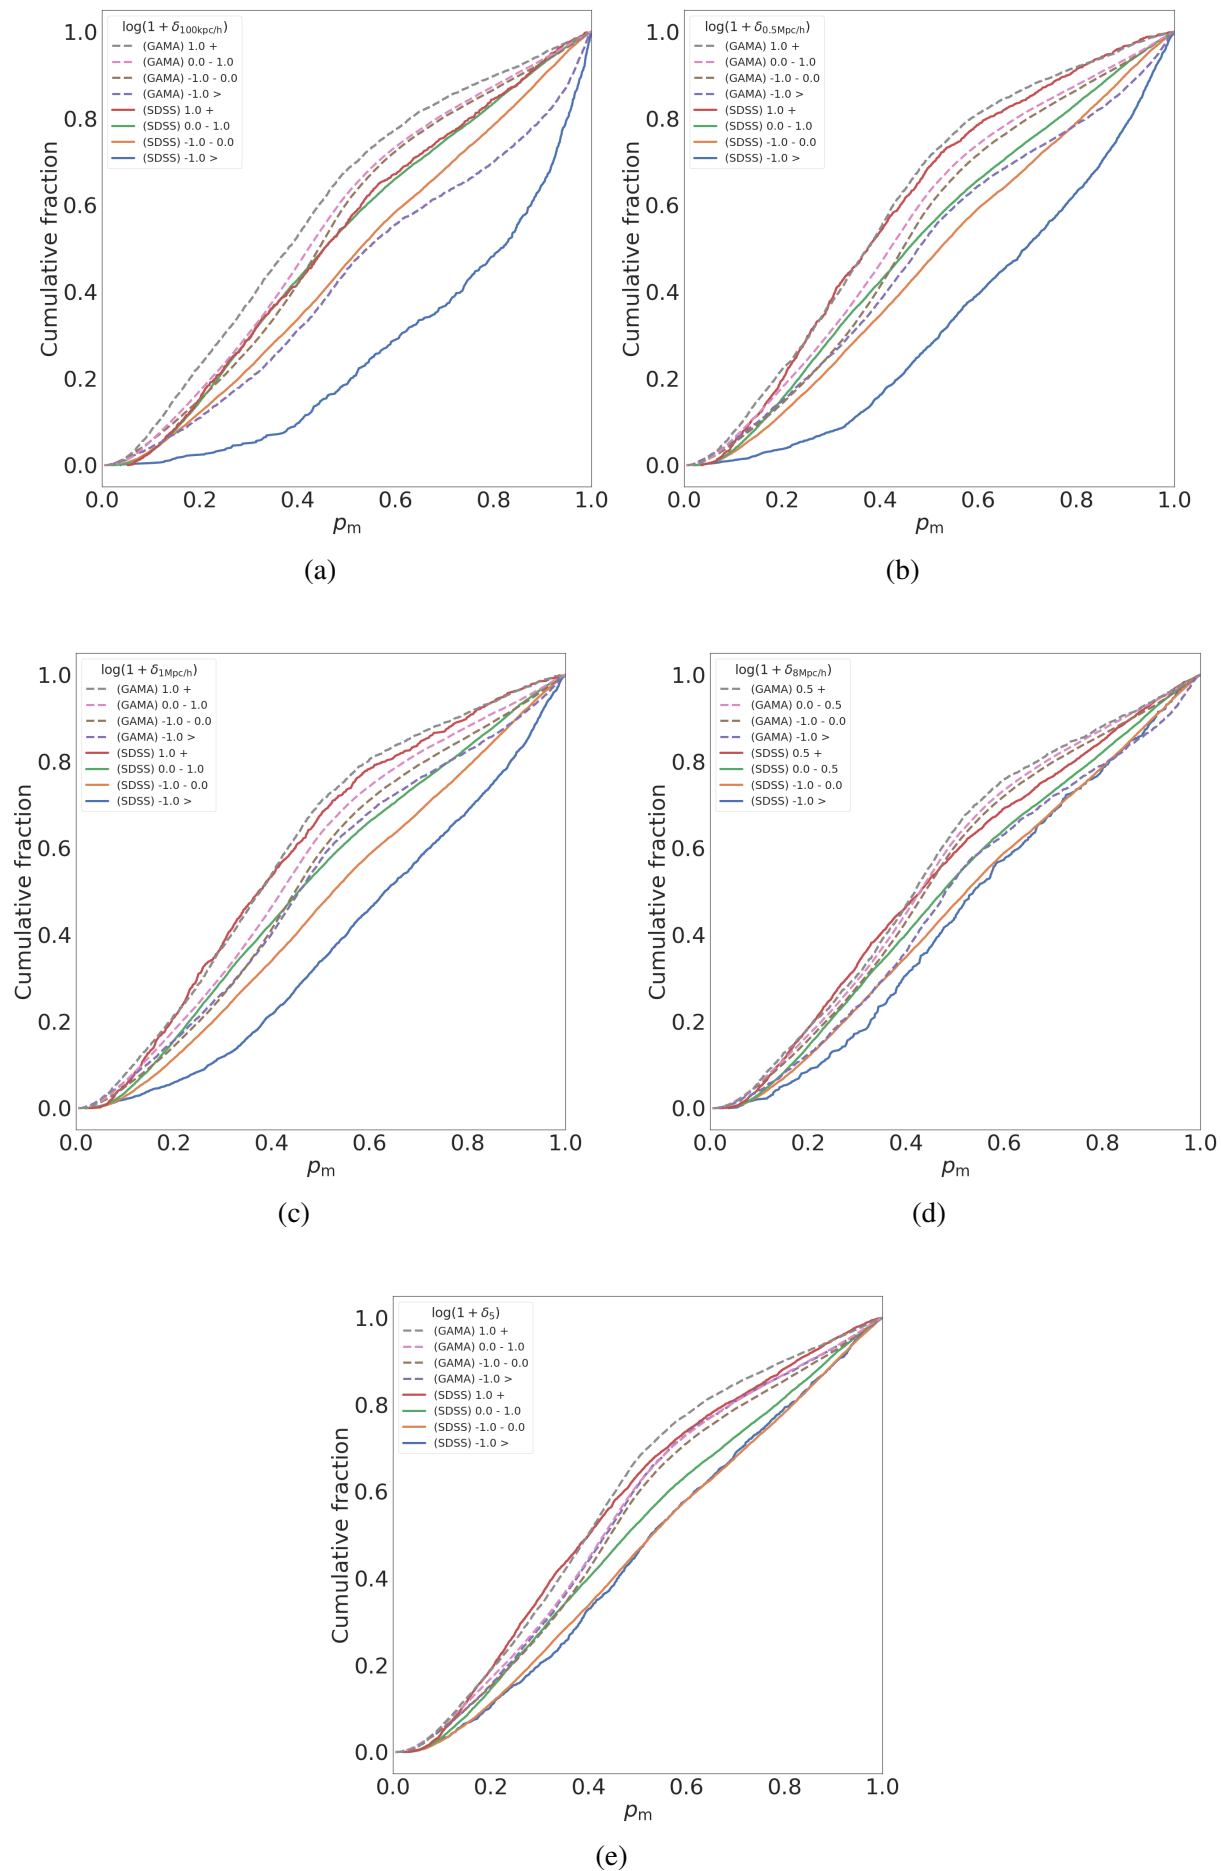 log(1 + δ100kpc/h)
(GAMA) 1.0 +
(GAMA) 0.0 - 1.0
(GAMA) -1.0 - 0.0
(GAMA) -1.0 >
(SDSS) 1.0 +
(SDSS) 0.0 - 1.0
(SDSS) -1.0 - 0.0
(SDSS) -1.0 >
Cumulative fraction
1.0
0.8
0.6
0.4
0.2
0.0
0.0 0.2 0.4 0.6 0.8 1.0
pm
(a)
log(1 + δ0.5Mpc/h)
(GAMA) 1.0 +
(GAMA) 0.0 - 1.0
(GAMA) -1.0 - 0.0
(GAMA) -1.0 >
(SDSS) 1.0 +
(SDSS) 0.0 - 1.0
(SDSS) -1.0 - 0.0
(SDSS) -1.0 >
Cumulative fraction
1.0
0.8
0.6
0.4
0.2
0.0
0.0 0.2 0.4 0.6 0.8 1.0
pm
(b)
log(1 + δ1Mpc/h)
(GAMA) 1.0 +
(GAMA) 0.0 - 1.0
(GAMA) -1.0 - 0.0
(GAMA) -1.0 >
(SDSS) 1.0 +
(SDSS) 0.0 - 1.0
(SDSS) -1.0 - 0.0
(SDSS) -1.0 >
Cumulative fraction
1.0
0.8
0.6
0.4
0.2
0.0
0.0 0.2 0.4 0.6 0.8 1.0
pm
(c)
log(1 + δ8Mpc/h)
(GAMA) 0.5 +
(GAMA) 0.0 - 0.5
(GAMA) -1.0 - 0.0
(GAMA) -1.0 >
(SDSS) 0.5 +
(SDSS) 0.0 - 0.5
(SDSS) -1.0 - 0.0
(SDSS) -1.0 >
Cumulative fraction
1.0
0.8
0.6
0.4
0.2
0.0
0.0 0.2 0.4 0.6 0.8 1.0
pm
(d)
log(1 + δ5)
(GAMA) 1.0 +
(GAMA) 0.0 - 1.0
(GAMA) -1.0 - 0.0
(GAMA) -1.0 >
(SDSS) 1.0 +
(SDSS) 0.0 - 1.0
(SDSS) -1.0 - 0.0
(SDSS) -1.0 >
Cumulative fraction
1.0
0.8
0.6
0.4
0.2
0.0
0.0 0.2 0.4 0.6 0.8 1.0
pm
(e)